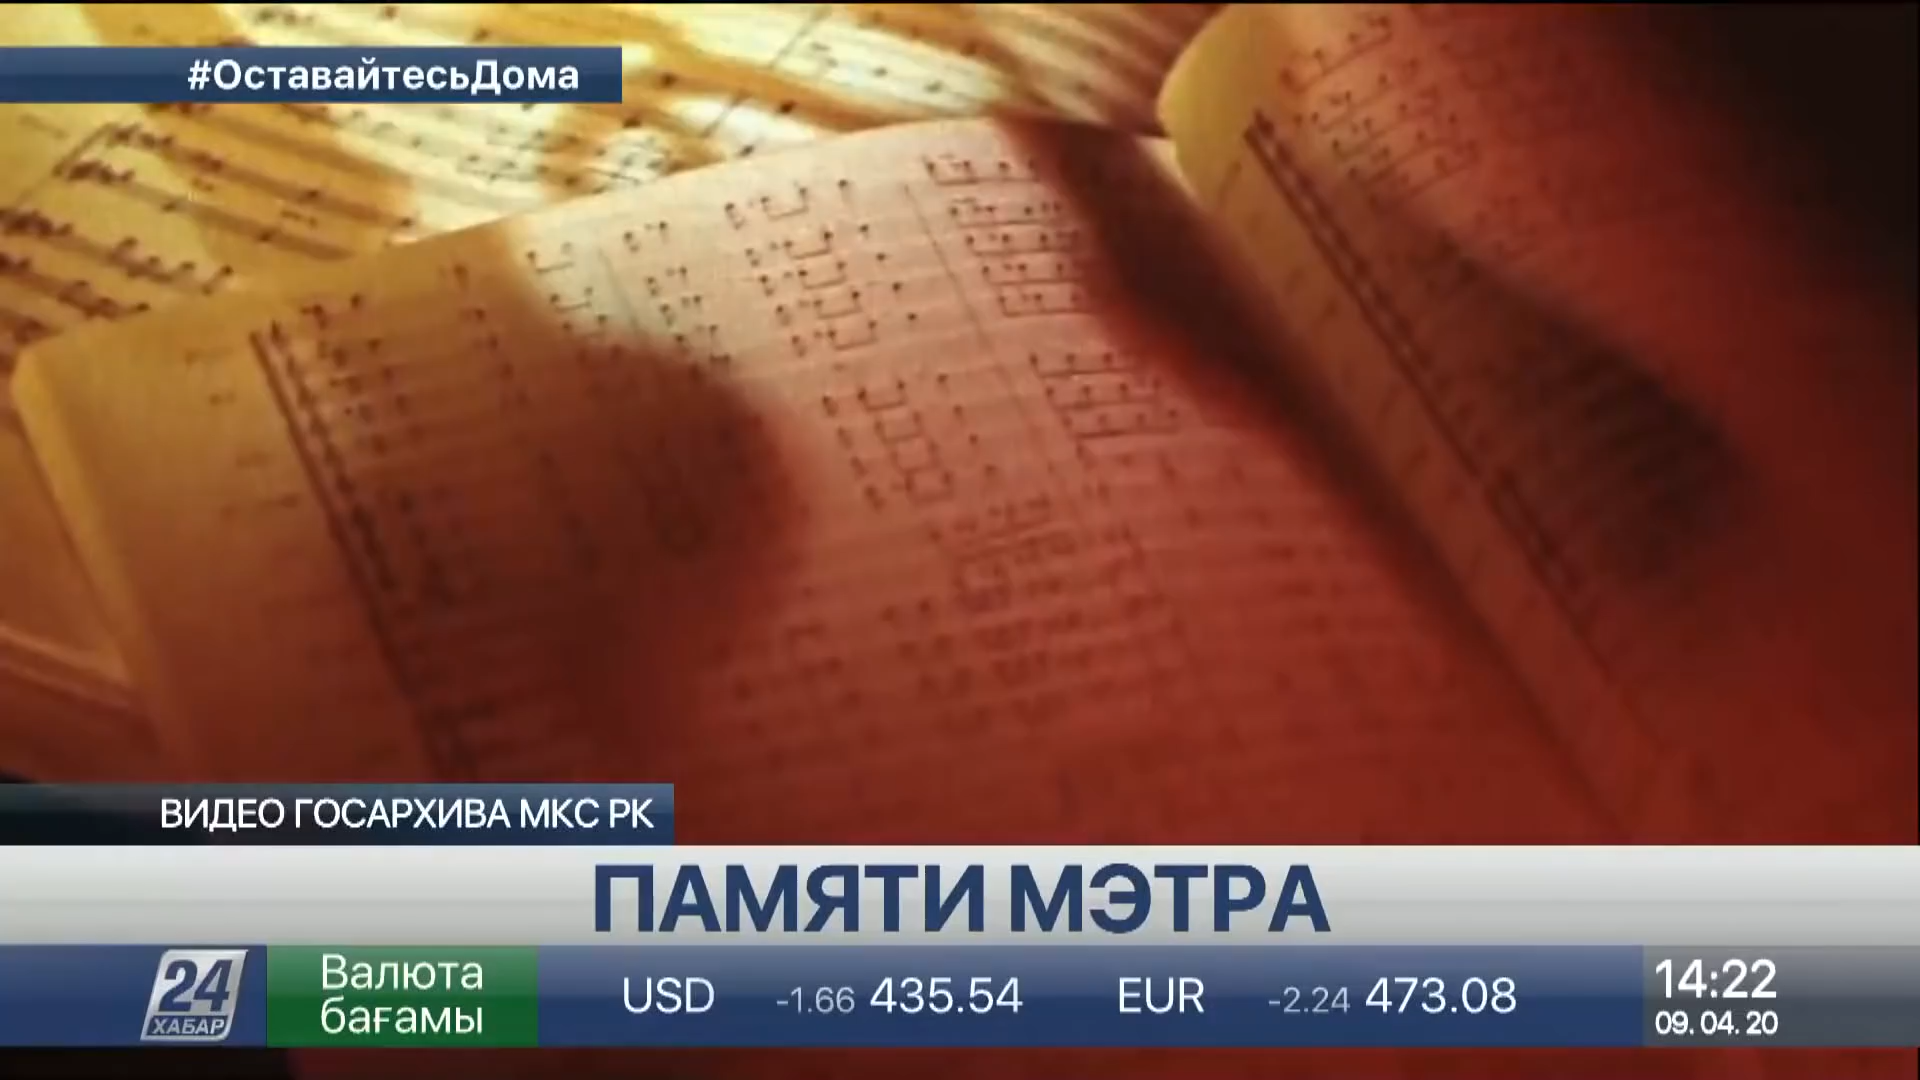 #ОставайтесьДома
ВИДЕО ГОСАРХИВА МКС РК
ПАМЯТИ МЭТРА
24
ХАБАР
Валюта
бағамы
USD -1.66 435.54 EUR -2.24 473.08
14:22
09.04.20